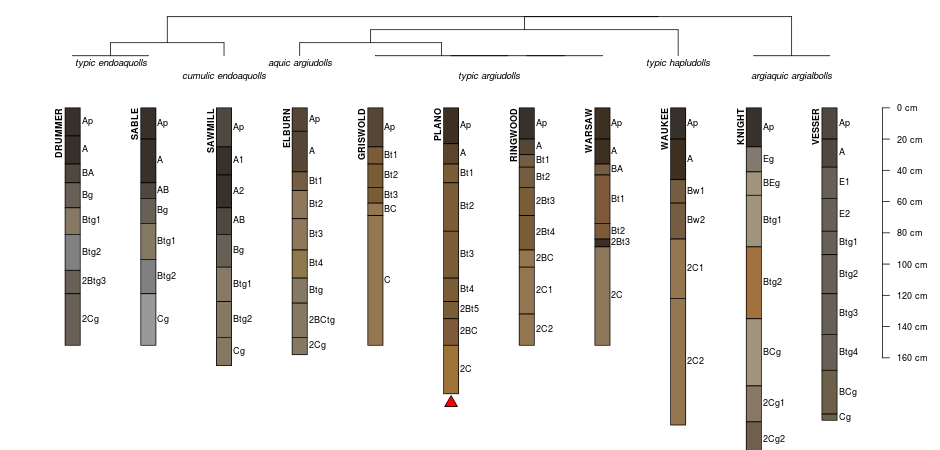 typic endoaquolls
cumulic endoaquolls
aquic argiudolls
typic argiudolls
typic hapludolls
argiaquic argialbolls
DRUMMER
Ap
A
BA
Bg
Btg1
Btg2
2Btg3
2Cg
SABLE
Ap
A
AB
Bg
Btg1
Btg2
Cg
SAWMILL
Ap
A1
A2
AB
Bg
Btg1
Btg2
Cg
ELBURN
Ap
A
Bt1
Bt2
Bt3
Bt4
Btg
2BCtg
2Cg
GRISWOLD
Ap
Bt1
Bt2
Bt3
BC
C
PLANO
Ap
A
Bt1
Bt2
Bt3
Bt4
2Bt5
2BC
2C
RINGWOOD
Ap
A
Bt1
Bt2
2Bt3
2Bt4
2BC
2C1
2C2
WARSAW
Ap
A
BA
Bt1
Bt2
2Bt3
2C
WAUKEE
Ap
A
Bw1
Bw2
2C1
2C2
KNIGHT
Ap
Eg
BEg
Btg1
Btg2
BCg
2Cg1
2Cg2
VESSER
Ap
A
E1
E2
Btg1
Btg2
Btg3
Btg4
BCg
Cg
0 cm
20 cm
40 cm
60 cm
80 cm
100 cm
120 cm
140 cm
160 cm